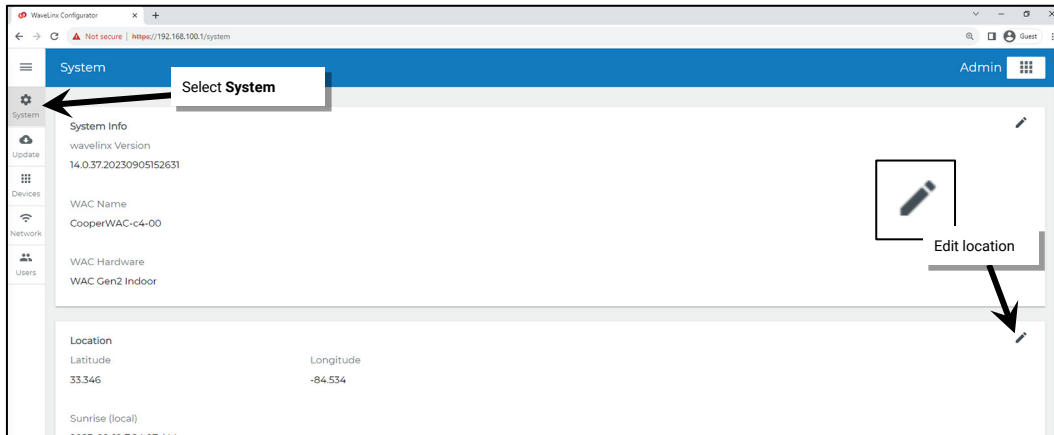 WaveLinx Configurator
Not secure | https://192.168.100.1/system
Guest
System
Admin
Select System
System
Update
Devices
Network
Users
System Info
wavelinx Version
14.0.37.20230905152631
WAC Name
CooperWAC-c4-00
WAC Hardware
WAC Gen2 Indoor
Edit location
Location
Latitude Longitude
33.346 -84.534
Sunrise (local)